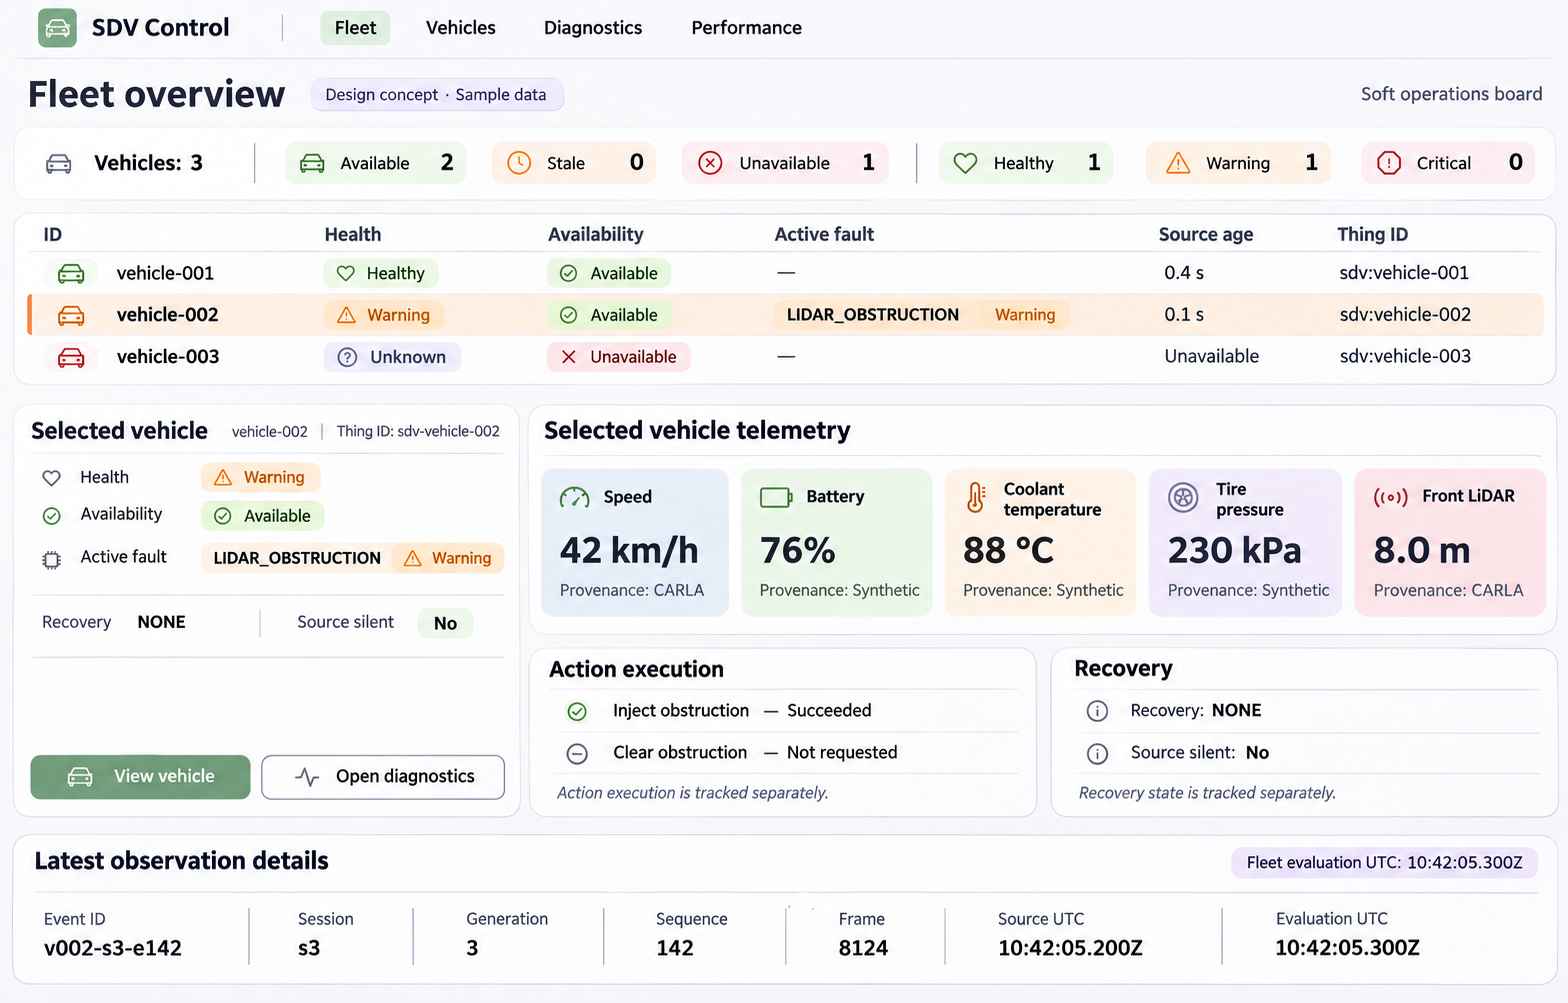 SDV Control
Fleet
Vehicles
Diagnostics
Performance
Fleet overview
Design concept · Sample data
Soft operations board
Vehicles: 3
Available 2
Stale 0
Unavailable 1
Healthy 1
Warning 1
Critical 0
ID Health Availability Active fault Source age Thing ID
vehicle-001 Healthy Available — 0.4 s sdv:vehicle-001
vehicle-002 Warning Available LIDAR_OBSTRUCTION Warning 0.1 s sdv:vehicle-002
vehicle-003 Unknown Unavailable — Unavailable sdv:vehicle-003
Selected vehicle vehicle-002 | Thing ID: sdv-vehicle-002
Health Warning
Availability Available
Active fault LIDAR_OBSTRUCTION Warning
Recovery NONE Source silent No
View vehicle
Open diagnostics
Selected vehicle telemetry
Speed
42 km/h
Provenance: CARLA
Battery
76%
Provenance: Synthetic
Coolant
temperature
88 °C
Provenance: Synthetic
Tire
pressure
230 kPa
Provenance: Synthetic
Front LiDAR
8.0 m
Provenance: CARLA
Action execution
Inject obstruction — Succeeded
Clear obstruction — Not requested
Action execution is tracked separately.
Recovery
Recovery: NONE
Source silent: No
Recovery state is tracked separately.
Latest observation details
Fleet evaluation UTC: 10:42:05.300Z
Event ID
v002-s3-e142
Session
s3
Generation
3
Sequence
142
Frame
8124
Source UTC
10:42:05.200Z
Evaluation UTC
10:42:05.300Z